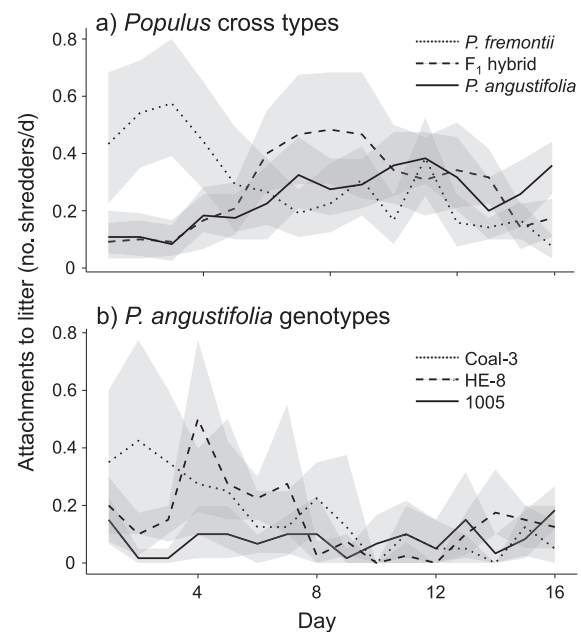 a) Populus cross types
P. fremontii
F₁ hybrid
P. angustifolia
0.8
0.6
0.4
0.2
0
Attachments to litter (no. shredders/d)
b) P. angustifolia genotypes
Coal-3
HE-8
1005
0.8
0.6
0.4
0.2
0
4
8
12
16
Day